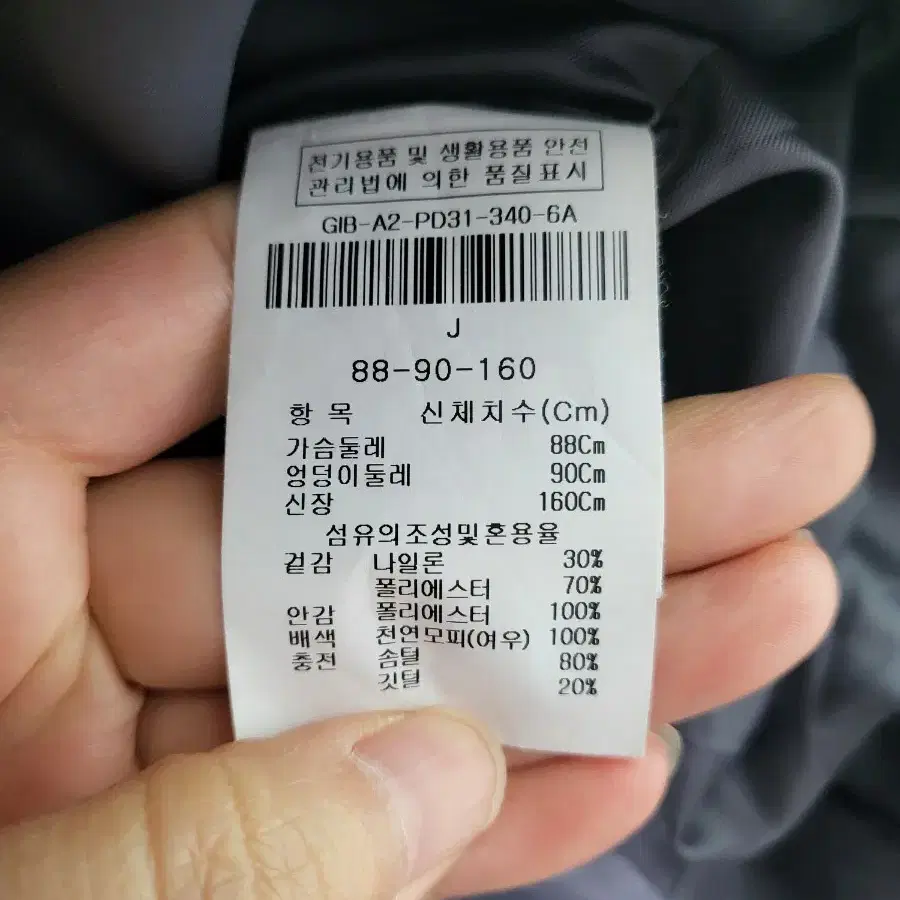 전기용품 및 생활용품 안전
관리법에 의한 품질표시
GIB-A2-PD31-340-6A
J
88-90-160
항 목 신체치수(Cm)
가슴둘레 88Cm
엉덩이둘레 90Cm
신장 160Cm
섬유의조성및혼용율
겉감 나일론 30%
폴리에스터 70%
안감 폴리에스터 100%
배색 천연모피(여우) 100%
충전 솜털 80%
깃털 20%